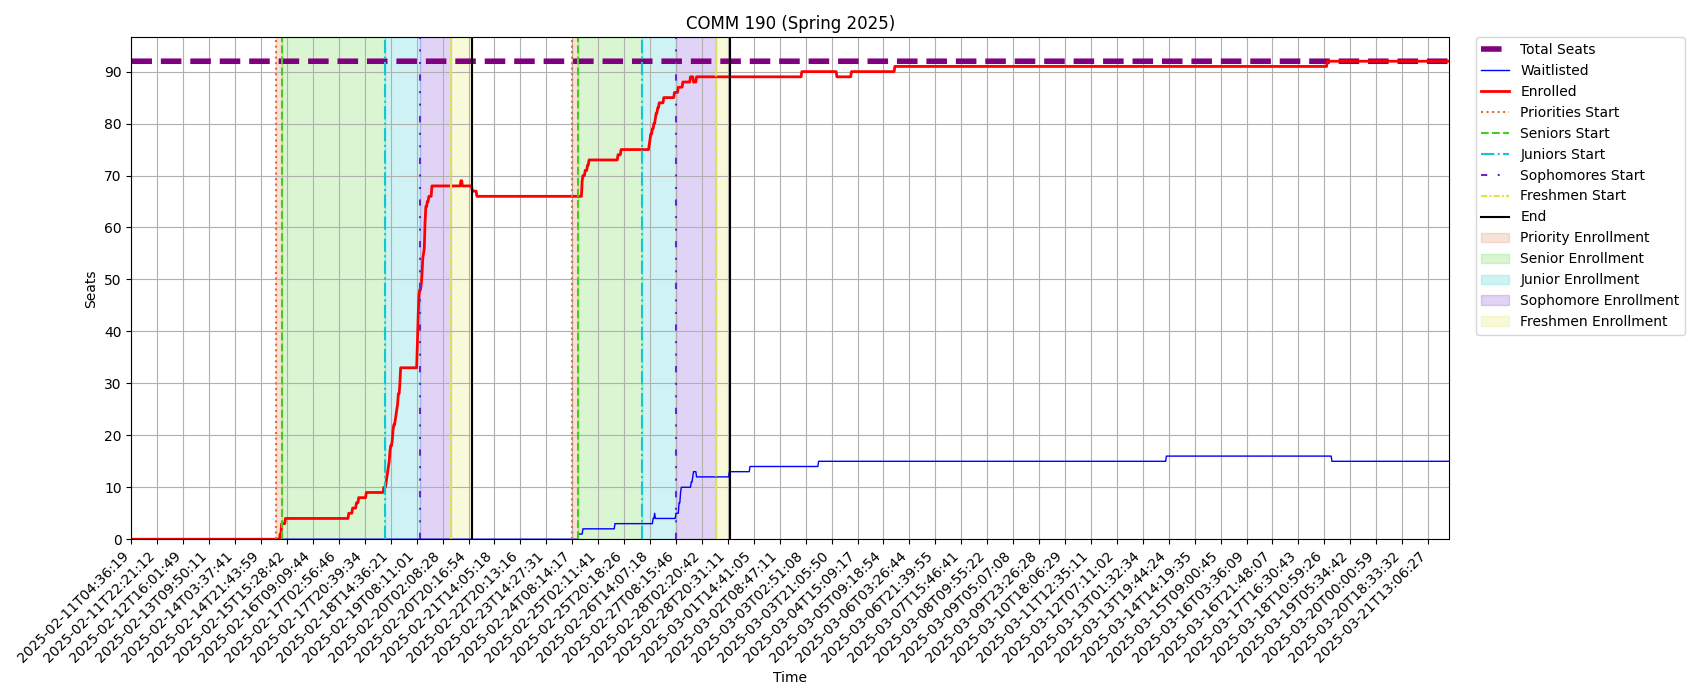 COMM 190 (Spring 2025)
Seats
90
80
70
60
50
40
30
20
10
0
2025-02-11T04:36:19
2025-02-11T22:21:12
2025-02-12T16:01:49
2025-02-13T09:50:11
2025-02-14T03:37:41
2025-02-14T21:43:59
2025-02-15T15:28:42
2025-02-16T09:09:44
2025-02-17T02:56:46
2025-02-17T20:39:34
2025-02-18T14:36:21
2025-02-19T08:11:01
2025-02-20T02:08:28
2025-02-20T20:16:54
2025-02-21T14:05:18
2025-02-22T20:13:16
2025-02-23T14:27:31
2025-02-24T08:14:17
2025-02-25T02:11:41
2025-02-25T20:18:26
2025-02-26T14:07:18
2025-02-27T08:15:46
2025-02-28T02:20:42
2025-02-28T20:31:11
2025-03-01T14:41:05
2025-03-02T08:47:11
2025-03-03T02:51:08
2025-03-03T21:05:50
2025-03-04T15:09:17
2025-03-05T09:18:54
2025-03-06T03:26:44
2025-03-06T21:39:55
2025-03-07T15:46:41
2025-03-08T09:55:22
2025-03-09T05:07:08
2025-03-09T23:26:28
2025-03-10T18:06:29
2025-03-11T12:35:11
2025-03-12T07:11:02
2025-03-13T01:32:34
2025-03-13T19:44:24
2025-03-14T14:19:35
2025-03-15T09:00:45
2025-03-16T03:36:09
2025-03-16T21:48:07
2025-03-17T16:30:43
2025-03-18T10:59:26
2025-03-19T05:34:42
2025-03-20T00:00:59
2025-03-20T18:33:32
2025-03-21T13:06:27
Time
Total Seats
Waitlisted
Enrolled
Priorities Start
Seniors Start
Juniors Start
Sophomores Start
Freshmen Start
End
Priority Enrollment
Senior Enrollment
Junior Enrollment
Sophomore Enrollment
Freshmen Enrollment